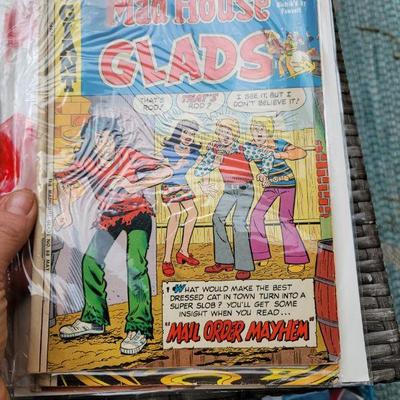 GIANT
Mad House
GLADS
THAT'S
ROD!
THAT'S
ROD?
I SEE IT, BUT I
DON'T BELIEVE IT!
WHAT WOULD MAKE THE BEST
DRESSED CAT IN TOWN TURN INTO A
SUPER SLOB? YOU'LL GET SOME
INSIGHT WHEN YOU READ...
"MAIL ORDER MAYHEM"